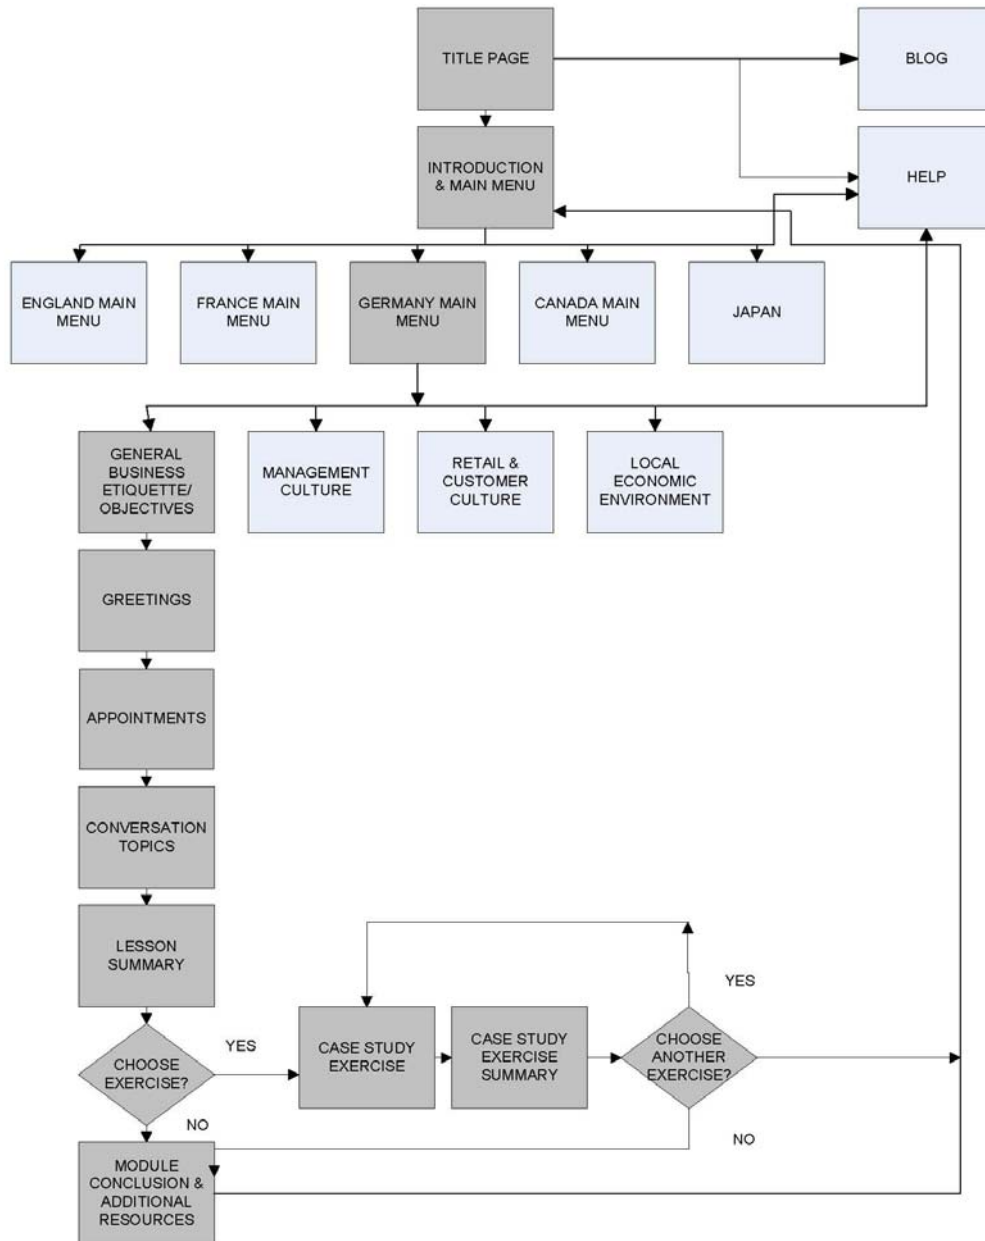 TITLE PAGE
BLOG
INTRODUCTION
& MAIN MENU
HELP
ENGLAND MAIN
MENU
FRANCE MAIN
MENU
GERMANY MAIN
MENU
CANADA MAIN
MENU
JAPAN
GENERAL
BUSINESS
ETIQUETTE/
OBJECTIVES
MANAGEMENT
CULTURE
RETAIL &
CUSTOMER
CULTURE
LOCAL
ECONOMIC
ENVIRONMENT
GREETINGS
APPOINTMENTS
CONVERSATION
TOPICS
LESSON
SUMMARY
YES
CHOOSE
EXERCISE?
YES
CASE STUDY
EXERCISE
CASE STUDY
EXERCISE
SUMMARY
CHOOSE
ANOTHER
EXERCISE?
NO
NO
MODULE
CONCLUSION &
ADDITIONAL
RESOURCES